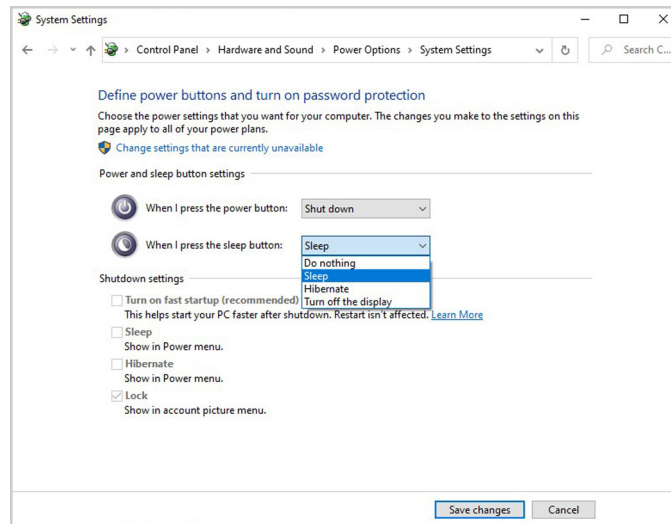 System Settings
Control Panel > Hardware and Sound > Power Options > System Settings
Search C...
Define power buttons and turn on password protection
Choose the power settings that you want for your computer. The changes you make to the settings on this
page apply to all of your power plans.
Change settings that are currently unavailable
Power and sleep button settings
When I press the power button: Shut down
When I press the sleep button: Sleep
Do nothing
Sleep
Hibernate
Turn off the display
Shutdown settings
Turn on fast startup (recommended)
This helps start your PC faster after shutdown. Restart isn't affected. Learn More
Sleep
Show in Power menu.
Hibernate
Show in Power menu.
Lock
Show in account picture menu.
Save changes
Cancel